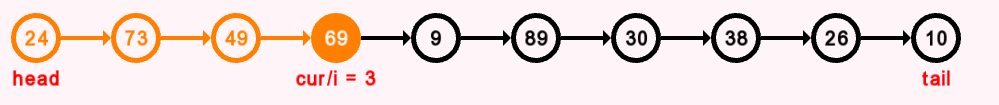 24 73 49 69 9 89 30 38 26 10
head cur/i = 3 tail